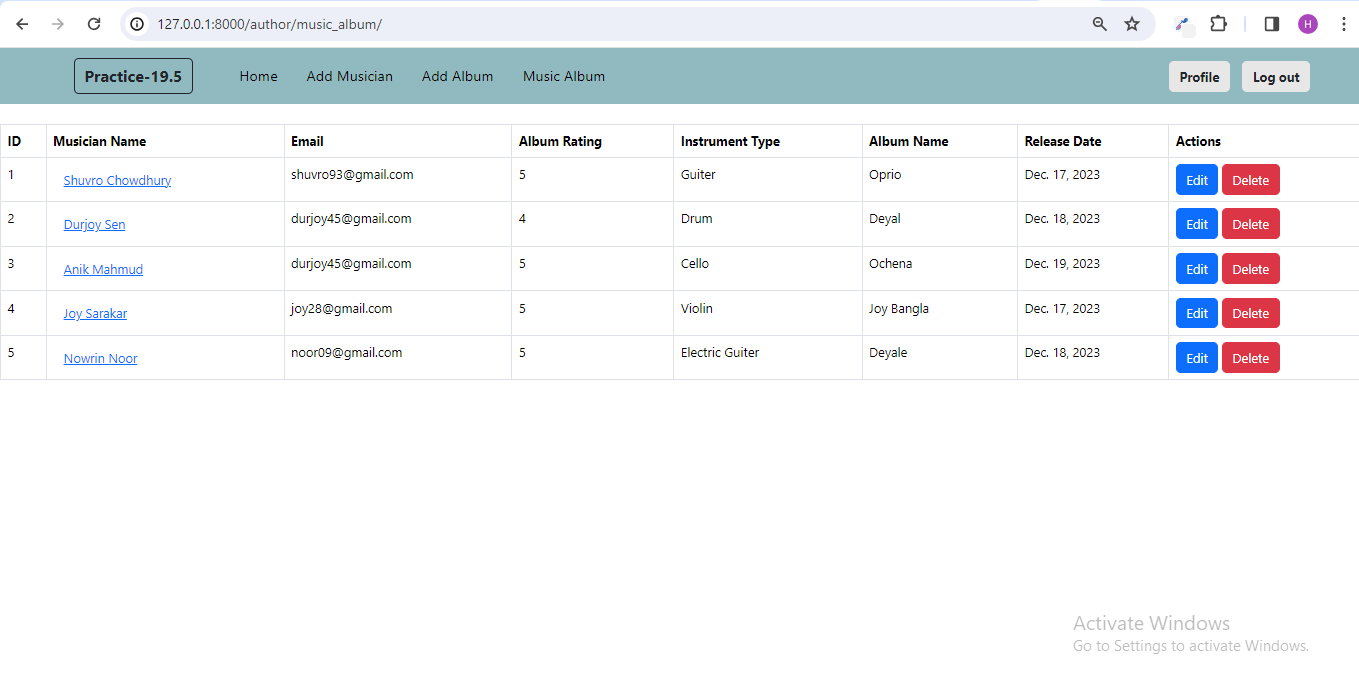 127.0.0.1:8000/author/music_album/
H
Practice-19.5 Home Add Musician Add Album Music Album Profile Log out
ID Musician Name Email Album Rating Instrument Type Album Name Release Date Actions
1 Shuvro Chowdhury shuvro93@gmail.com 5 Guiter Oprio Dec. 17, 2023 Edit Delete
2 Durjoy Sen durjoy45@gmail.com 4 Drum Deyal Dec. 18, 2023 Edit Delete
3 Anik Mahmud durjoy45@gmail.com 5 Cello Ochena Dec. 19, 2023 Edit Delete
4 Joy Sarakar joy28@gmail.com 5 Violin Joy Bangla Dec. 17, 2023 Edit Delete
5 Nowrin Noor noor09@gmail.com 5 Electric Guiter Deyale Dec. 18, 2023 Edit Delete
Activate Windows
Go to Settings to activate Windows.